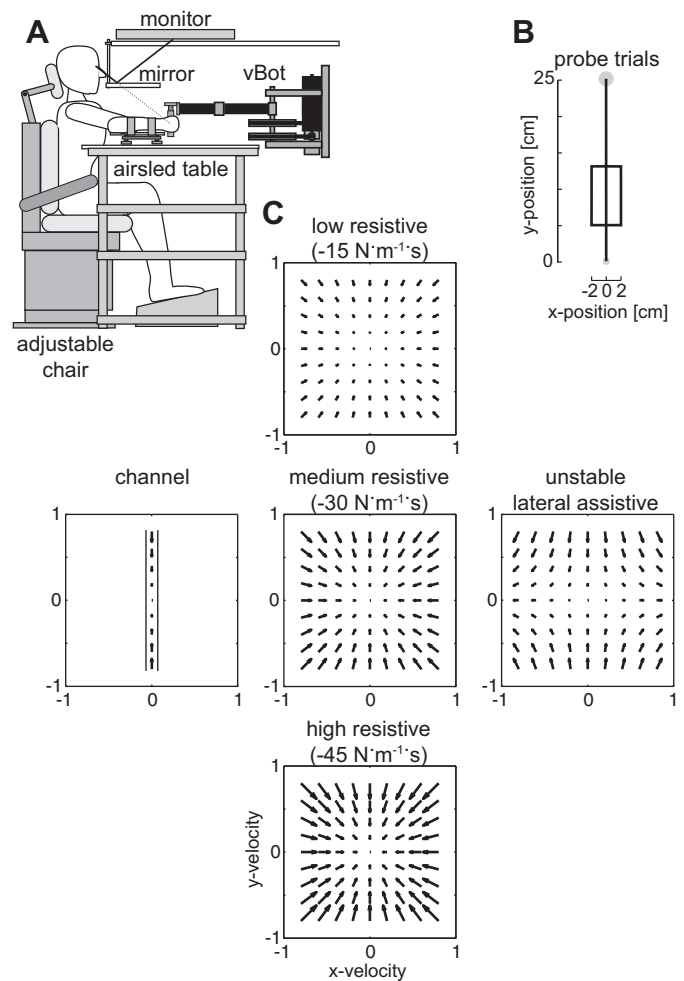 A
monitor
mirror
vBot
airsled table
adjustable
chair
B
probe trials
25
0
y-position [cm]
-2 0 2
x-position [cm]
C
low resistive
(-15 N·m⁻¹·s)
1
0
-1
-1 0 1
channel
1
0
-1
-1 0 1
medium resistive
(-30 N·m⁻¹·s)
1
0
-1
-1 0 1
unstable
lateral assistive
1
0
-1
-1 0 1
high resistive
(-45 N·m⁻¹·s)
1
0
-1
y-velocity
-1 0 1
x-velocity